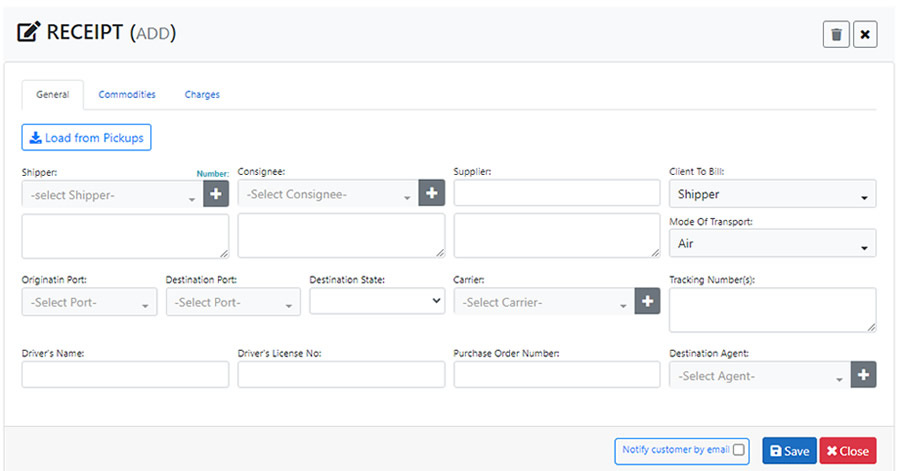 RECEIPT (ADD)
General Commodities Charges
Load from Pickups
Shipper: Number: Consignee: Supplier: Client To Bill:
-select Shipper- -Select Consignee- Shipper
Mode Of Transport:
Air
Originatin Port: Destination Port: Destination State: Carrier: Tracking Number(s):
-Select Port- -Select Port- -Select Carrier-
Driver's Name: Driver's License No: Purchase Order Number: Destination Agent:
-Select Agent-
Notify customer by email Save Close